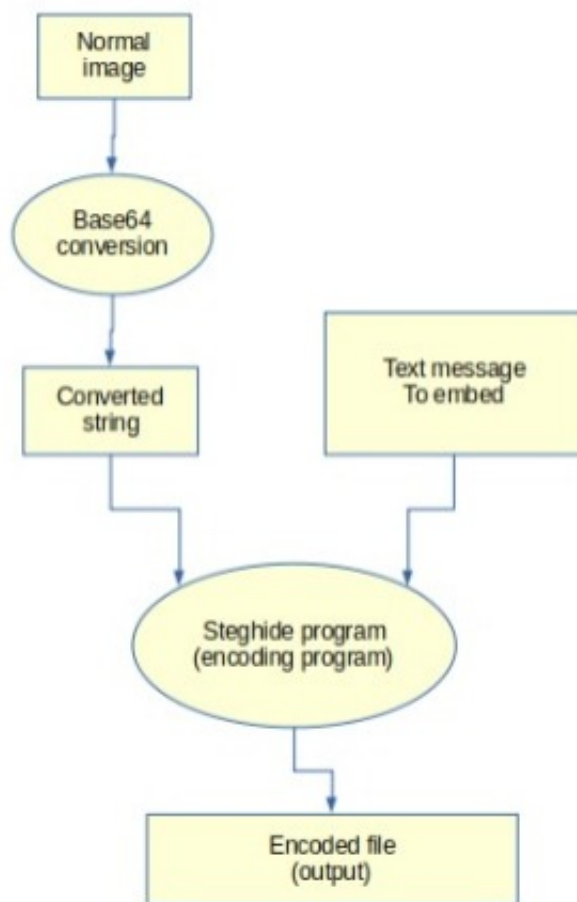 Normal
image
Base64
conversion
Converted
string
Text message
To embed
Steghide program
(encoding program)
Encoded file
(output)